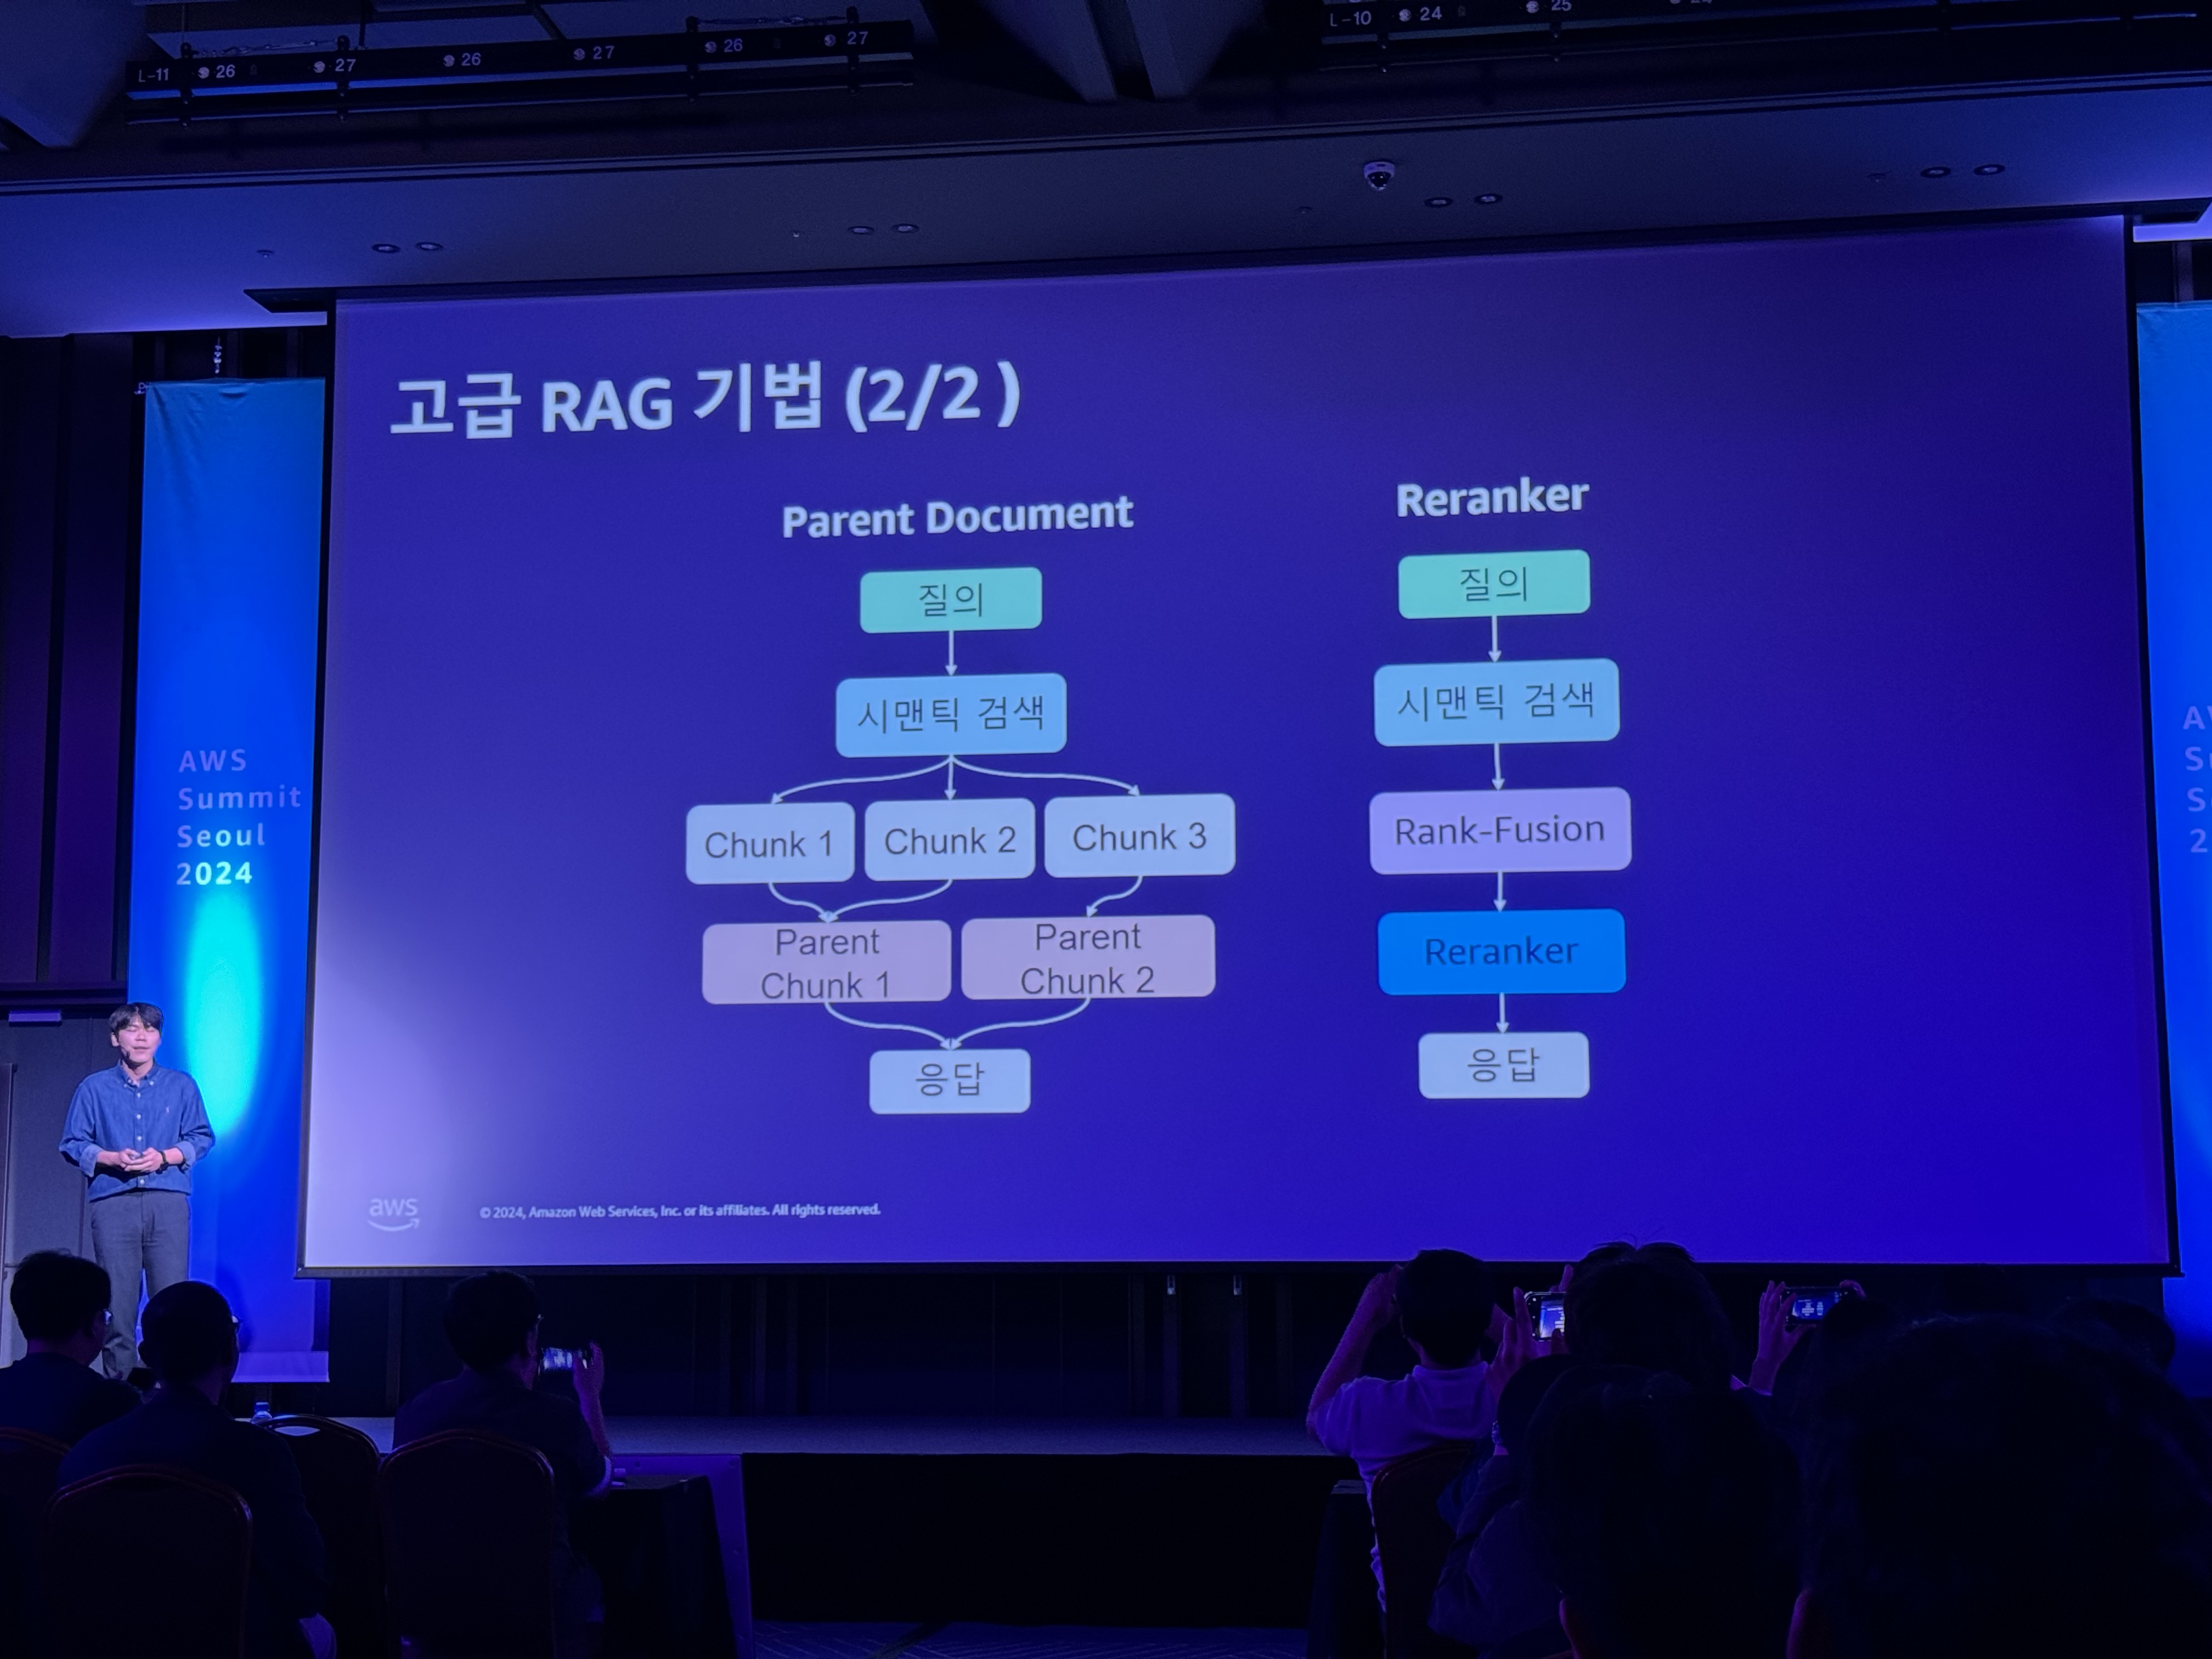 L-11 26 27 26 27 26 27
L-10 24 25
고급 RAG 기법 (2/2 )
Parent Document
질의
시맨틱 검색
Chunk 1
Chunk 2
Chunk 3
Parent
Chunk 1
Parent
Chunk 2
응답
Reranker
질의
시맨틱 검색
Rank-Fusion
Reranker
응답
aws
© 2024, Amazon Web Services, Inc. or its affiliates. All rights reserved.
AWS
Summit
Seoul
2024